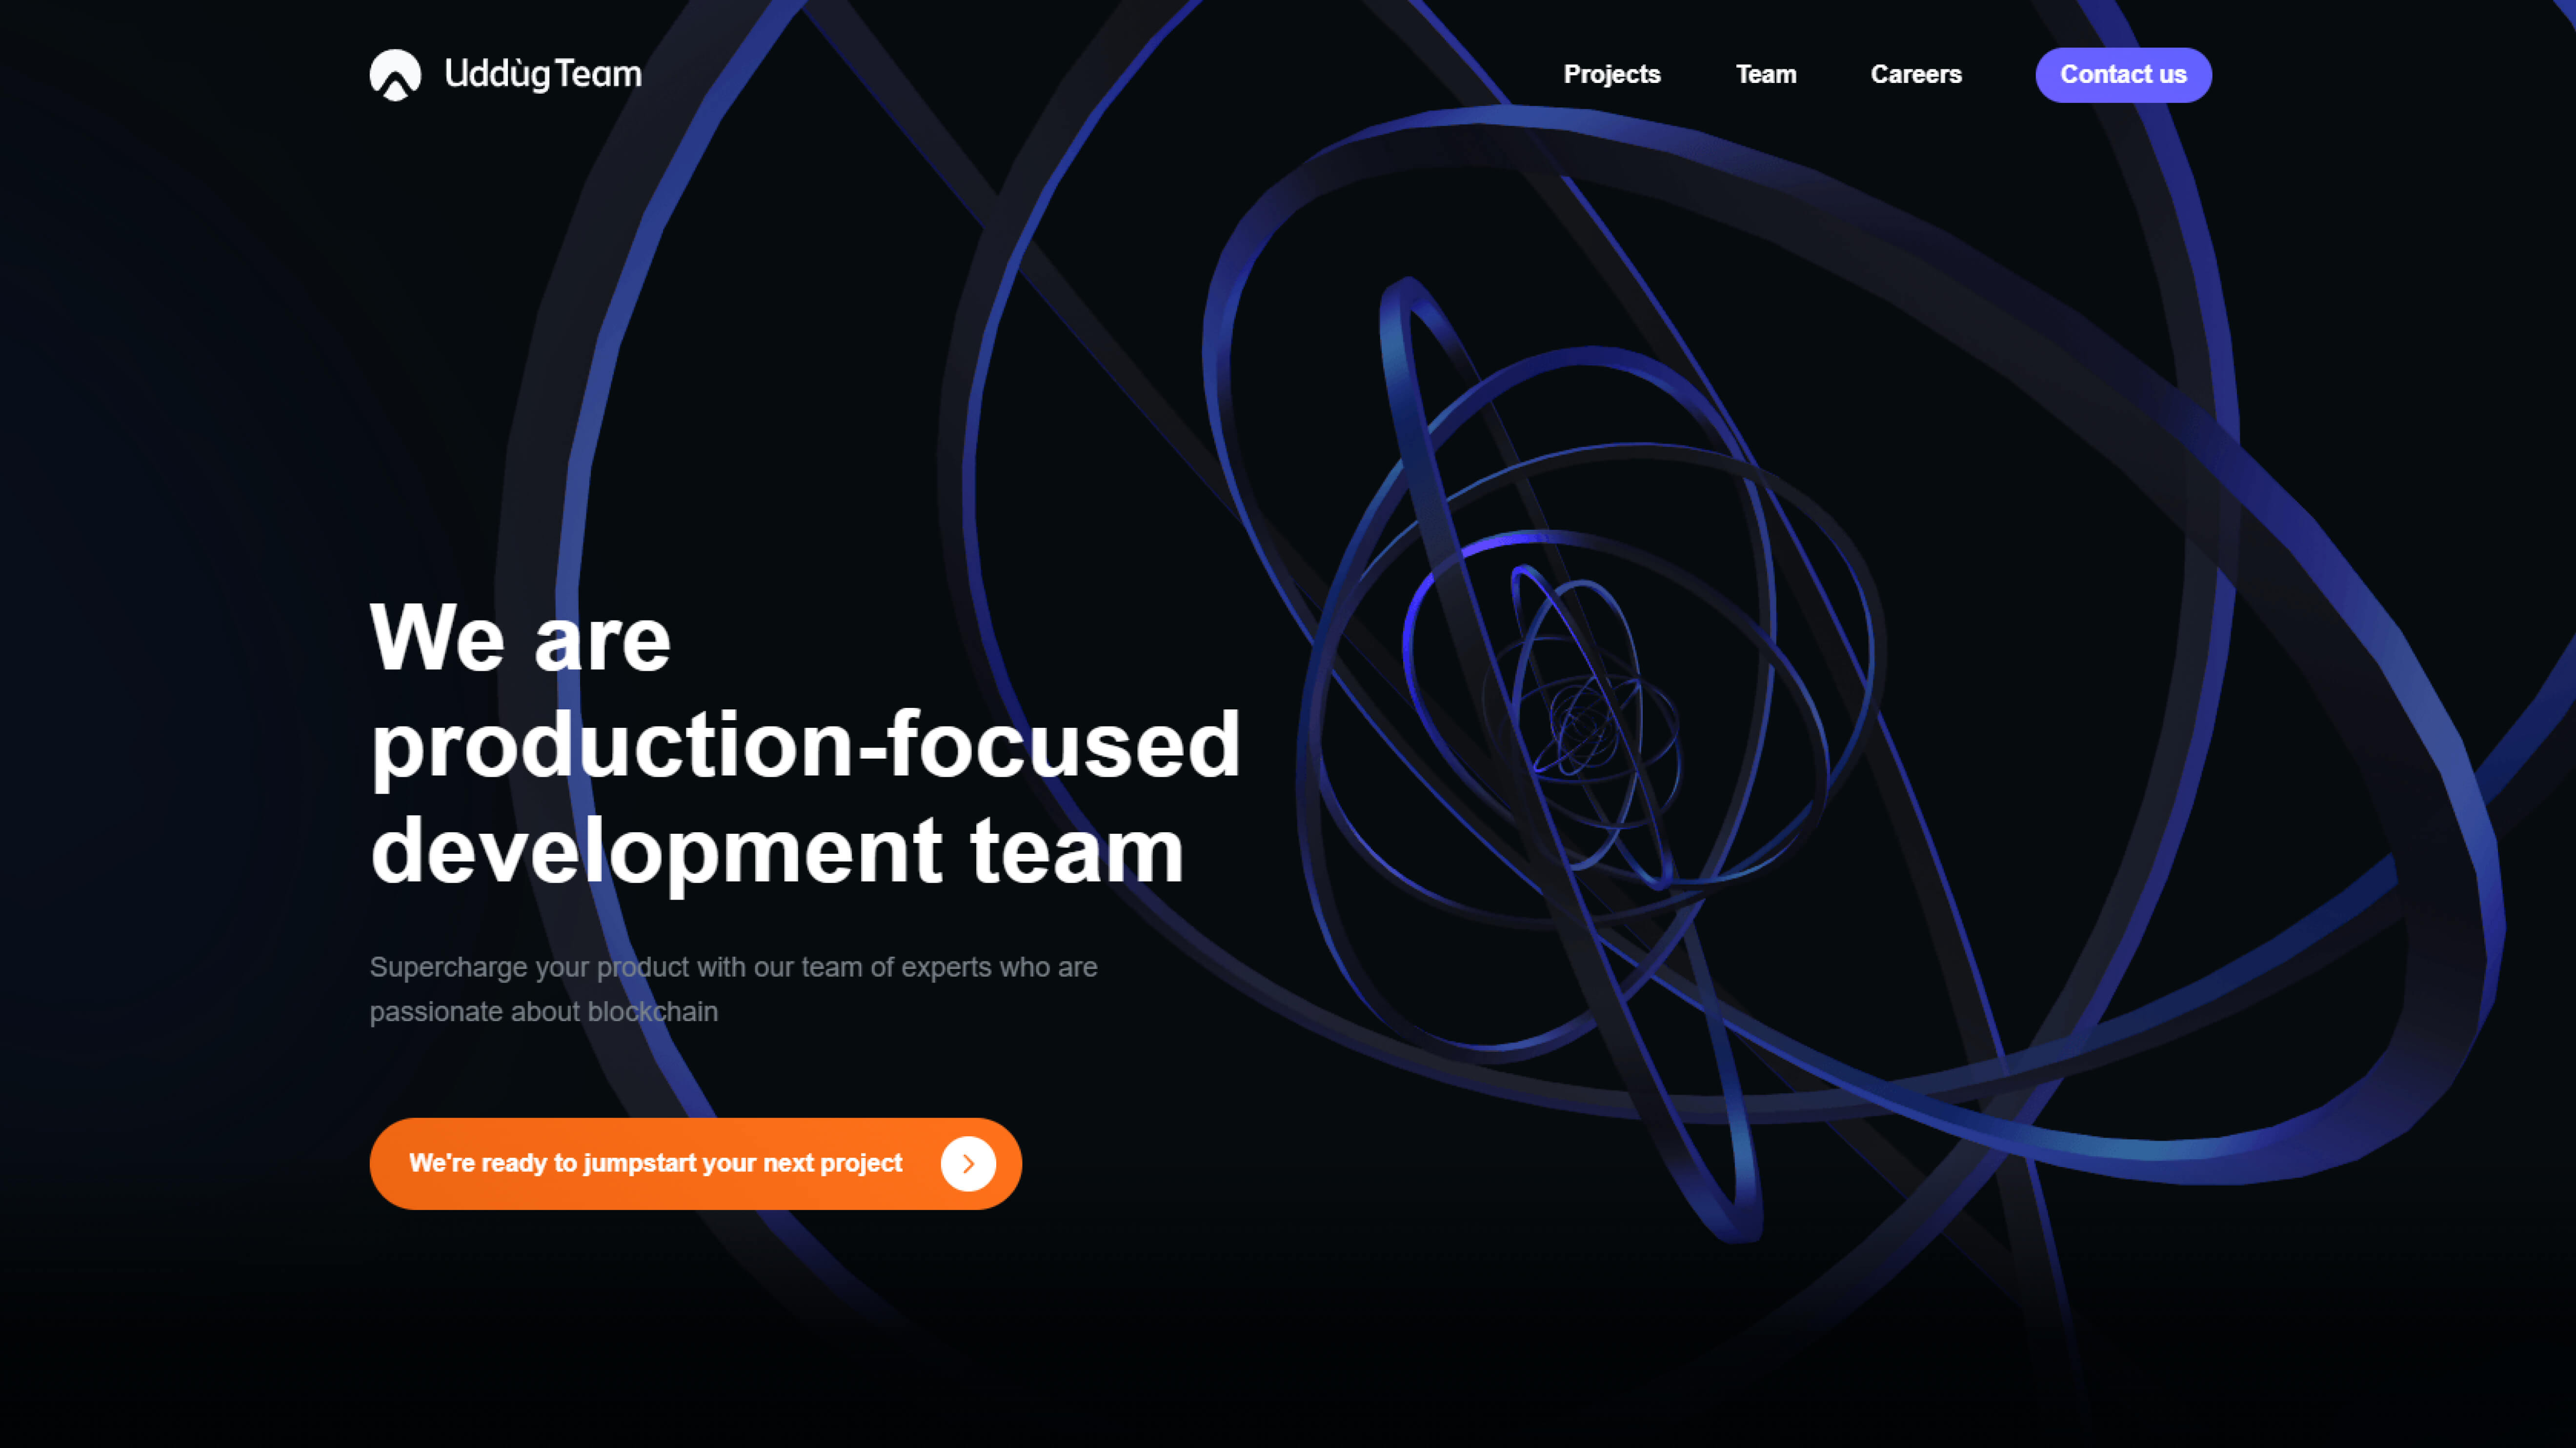 Uddùg Team
Projects
Team
Careers
Contact us
We are
production-focused
development team
Supercharge your product with our team of experts who are
passionate about blockchain
We're ready to jumpstart your next project